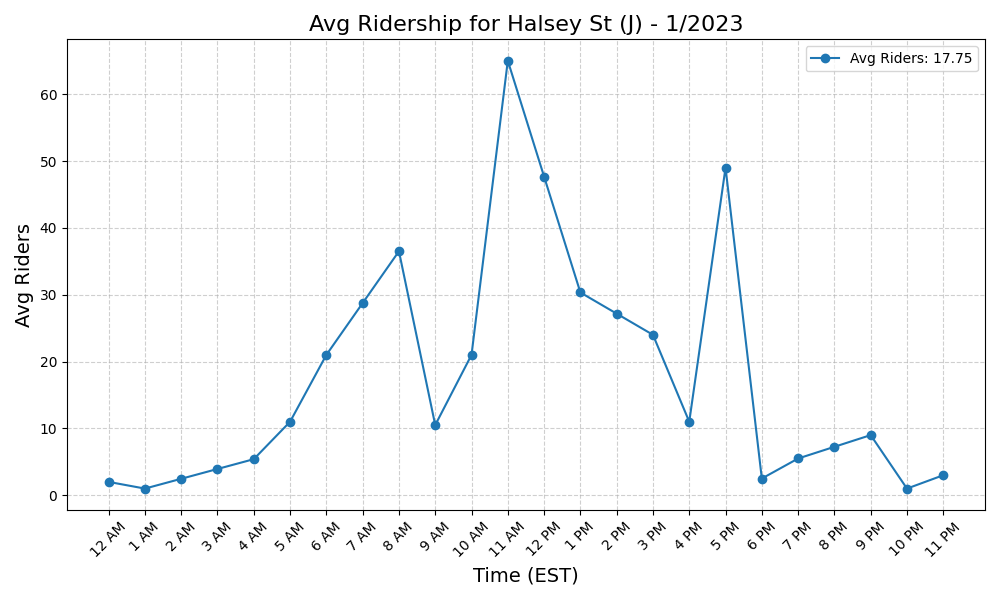 Avg Ridership for Halsey St (J) - 1/2023
Avg Riders: 17.75
Avg Riders
60
50
40
30
20
10
0
12 AM
1 AM
2 AM
3 AM
4 AM
5 AM
6 AM
7 AM
8 AM
9 AM
10 AM
11 AM
12 PM
1 PM
2 PM
3 PM
4 PM
5 PM
6 PM
7 PM
8 PM
9 PM
10 PM
11 PM
Time (EST)